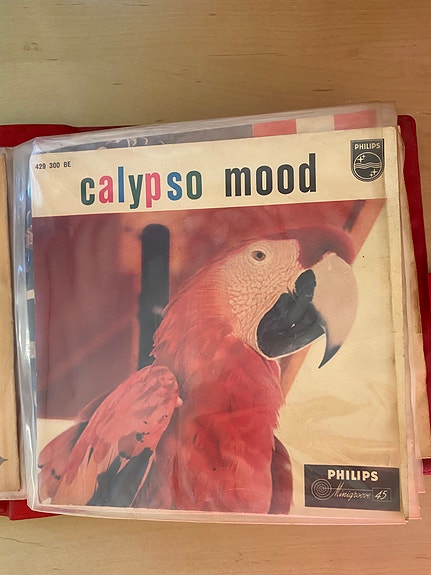 429 300 BE
calypso mood
PHILIPS
PHILIPS
Minigroove 45